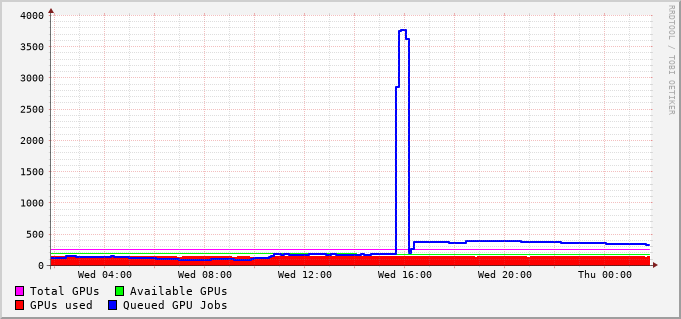 4000
3500
3000
2500
2000
1500
1000
500
0
Wed 04:00 Wed 08:00 Wed 12:00 Wed 16:00 Wed 20:00 Thu 00:00
Total GPUs Available GPUs
GPUs used Queued GPU Jobs
RRDTOOL / TOBI OETIKER